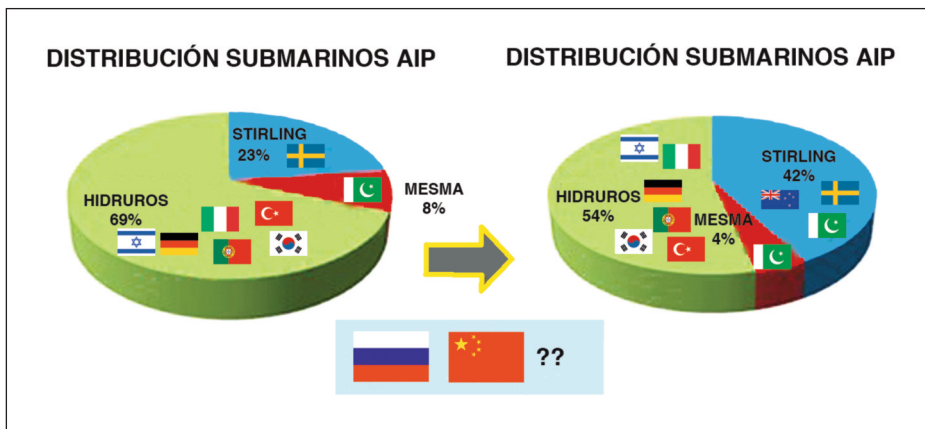 DISTRIBUCIÓN SUBMARINOS AIP
STIRLING
23%
MESMA
8%
HIDRUROS
69%
DISTRIBUCIÓN SUBMARINOS AIP
STIRLING
42%
HIDRUROS
54%
MESMA
4%
??